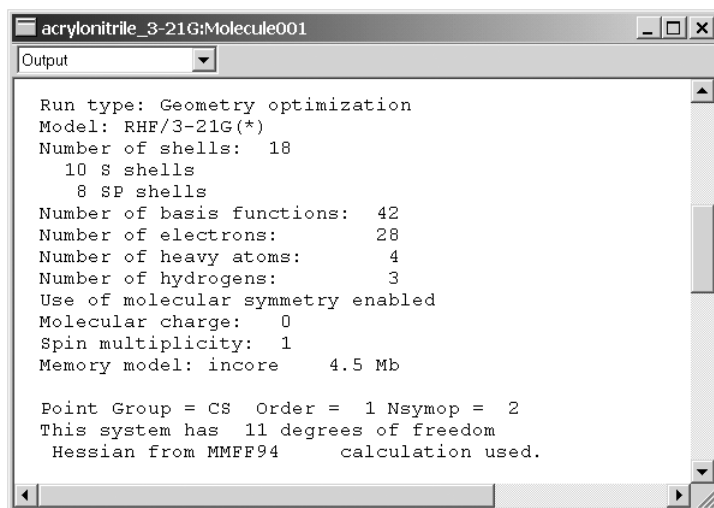 acrylonitrile_3-21G:Molecule001
Output
Run type: Geometry optimization
Model: RHF/3-21G(*)
Number of shells: 18
10 S shells
8 SP shells
Number of basis functions: 42
Number of electrons: 28
Number of heavy atoms: 4
Number of hydrogens: 3
Use of molecular symmetry enabled
Molecular charge: 0
Spin multiplicity: 1
Memory model: incore 4.5 Mb
Point Group = CS Order = 1 Nsymop = 2
This system has 11 degrees of freedom
Hessian from MMFF94 calculation used.